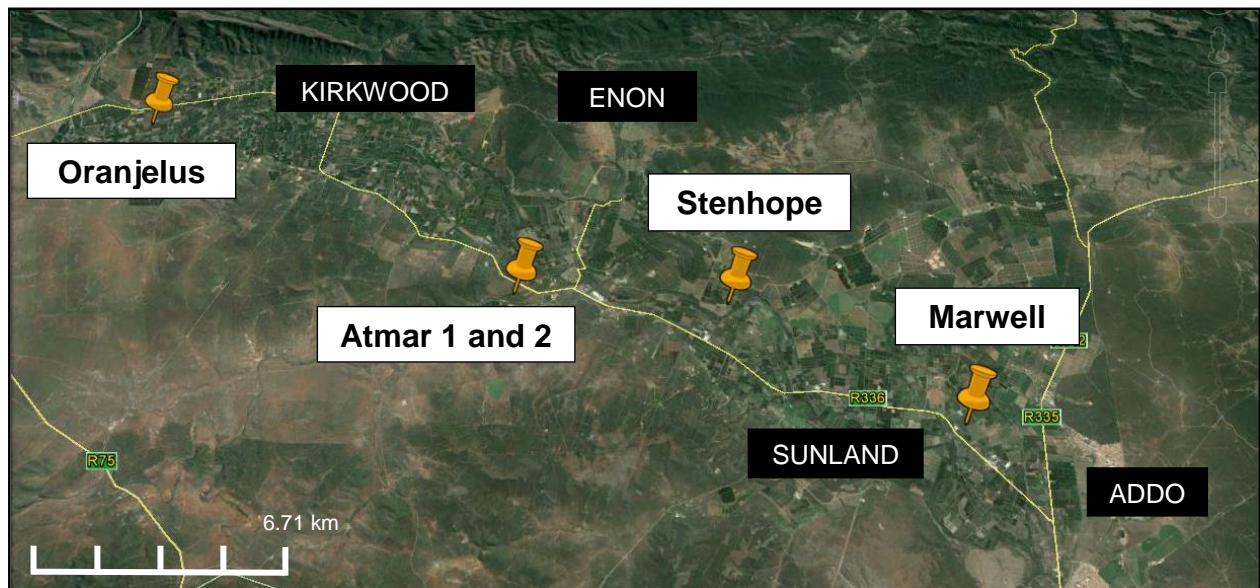 KIRKWOOD
ENON
Oranjelus
Stenhope
Atmar 1 and 2
Marwell
R336
R335
SUNLAND
R75
ADDO
6.71 km